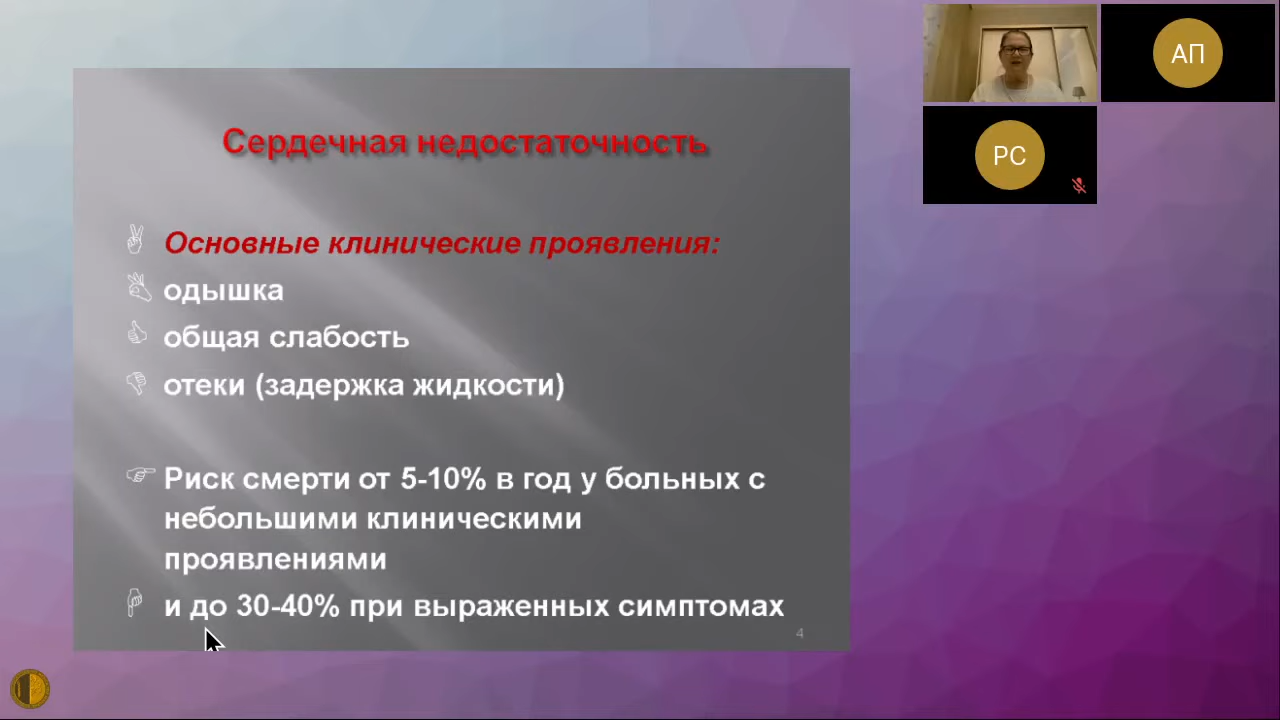 Сердечная недостаточность
Основные клинические проявления:
одышка
общая слабость
отеки (задержка жидкости)
Риск смерти от 5-10% в год у больных с
небольшими клиническими
проявлениями
и до 30-40% при выраженных симптомах
4
АП
РС